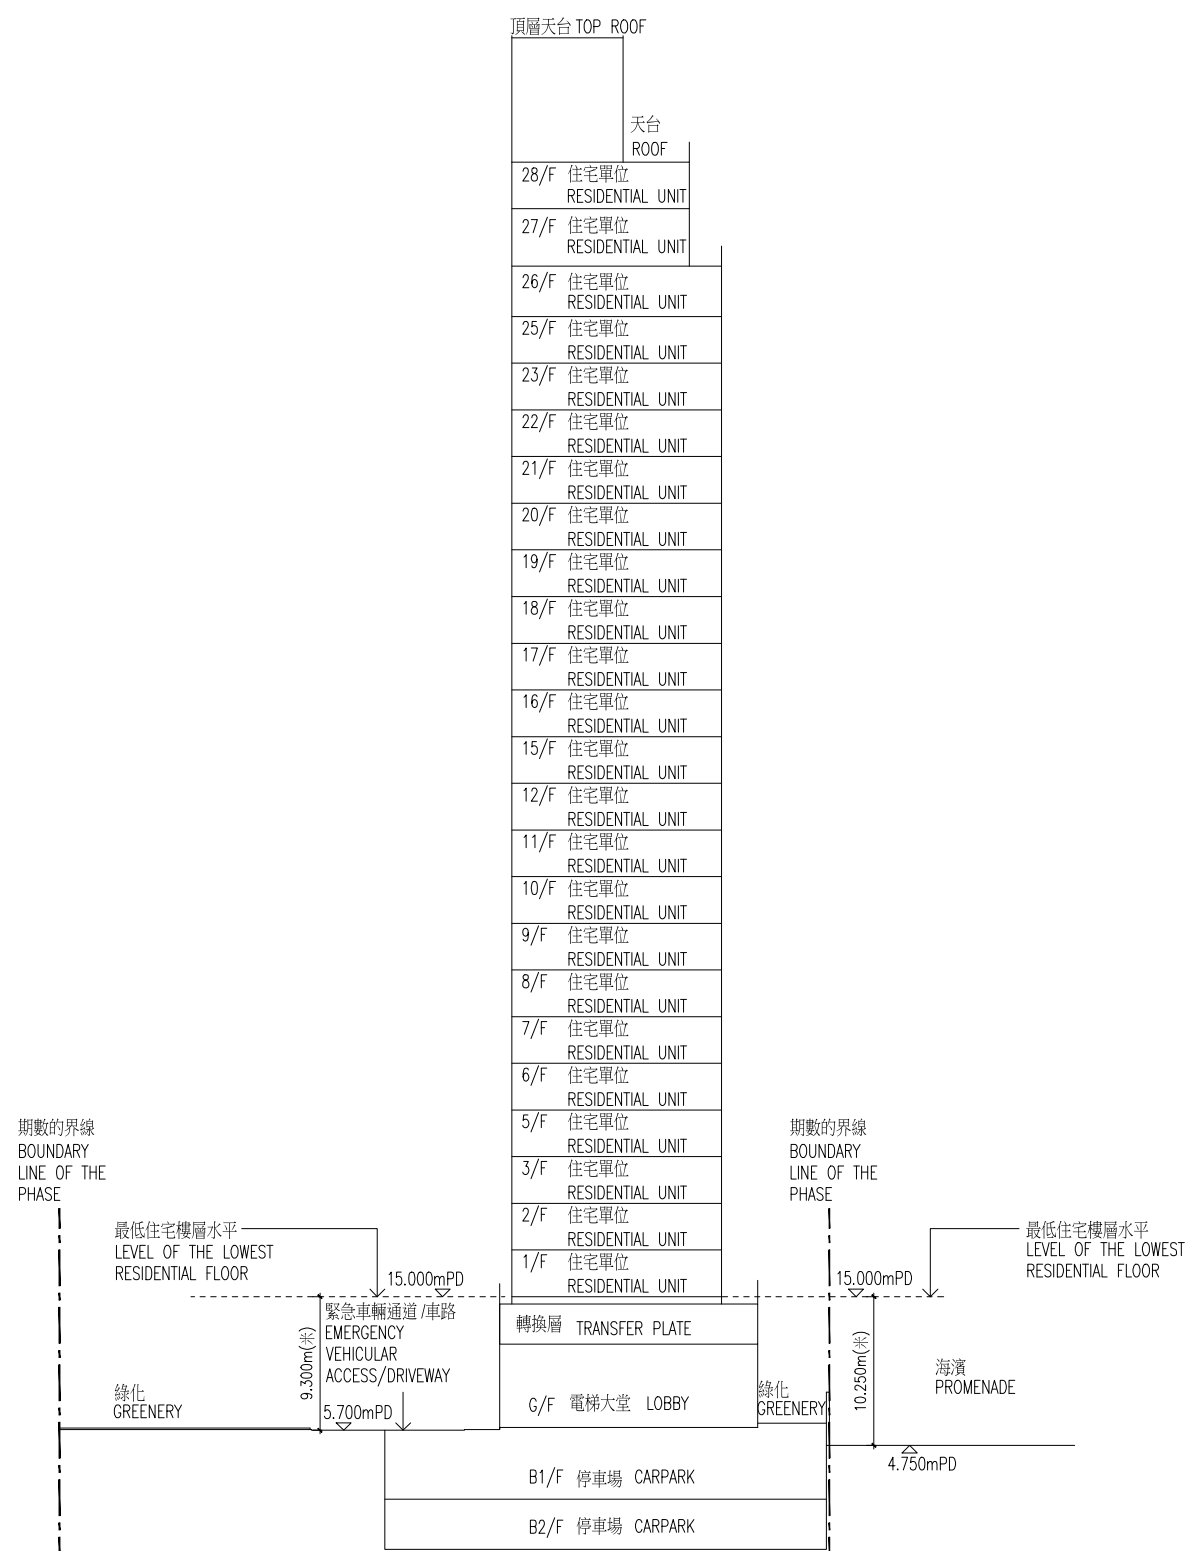 頂層天台 TOP ROOF
天台
ROOF
28/F 住宅單位
RESIDENTIAL UNIT
27/F 住宅單位
RESIDENTIAL UNIT
26/F 住宅單位
RESIDENTIAL UNIT
25/F 住宅單位
RESIDENTIAL UNIT
23/F 住宅單位
RESIDENTIAL UNIT
22/F 住宅單位
RESIDENTIAL UNIT
21/F 住宅單位
RESIDENTIAL UNIT
20/F 住宅單位
RESIDENTIAL UNIT
19/F 住宅單位
RESIDENTIAL UNIT
18/F 住宅單位
RESIDENTIAL UNIT
17/F 住宅單位
RESIDENTIAL UNIT
16/F 住宅單位
RESIDENTIAL UNIT
15/F 住宅單位
RESIDENTIAL UNIT
12/F 住宅單位
RESIDENTIAL UNIT
11/F 住宅單位
RESIDENTIAL UNIT
10/F 住宅單位
RESIDENTIAL UNIT
9/F 住宅單位
RESIDENTIAL UNIT
8/F 住宅單位
RESIDENTIAL UNIT
7/F 住宅單位
RESIDENTIAL UNIT
6/F 住宅單位
RESIDENTIAL UNIT
5/F 住宅單位
RESIDENTIAL UNIT
3/F 住宅單位
RESIDENTIAL UNIT
2/F 住宅單位
RESIDENTIAL UNIT
1/F 住宅單位
RESIDENTIAL UNIT
轉換層 TRANSFER PLATE
G/F 電梯大堂 LOBBY
B1/F 停車場 CARPARK
B2/F 停車場 CARPARK
期數的界線
BOUNDARY
LINE OF THE
PHASE
最低住宅樓層水平
LEVEL OF THE LOWEST
RESIDENTIAL FLOOR
15.000mPD
9.300m(米)
緊急車輛通道/車路
EMERGENCY
VEHICULAR
ACCESS/DRIVEWAY
綠化
GREENERY
5.700mPD
期數的界線
BOUNDARY
LINE OF THE
PHASE
最低住宅樓層水平
LEVEL OF THE LOWEST
RESIDENTIAL FLOOR
15.000mPD
10.250m(米)
海濱
PROMENADE
綠化
GREENERY
4.750mPD